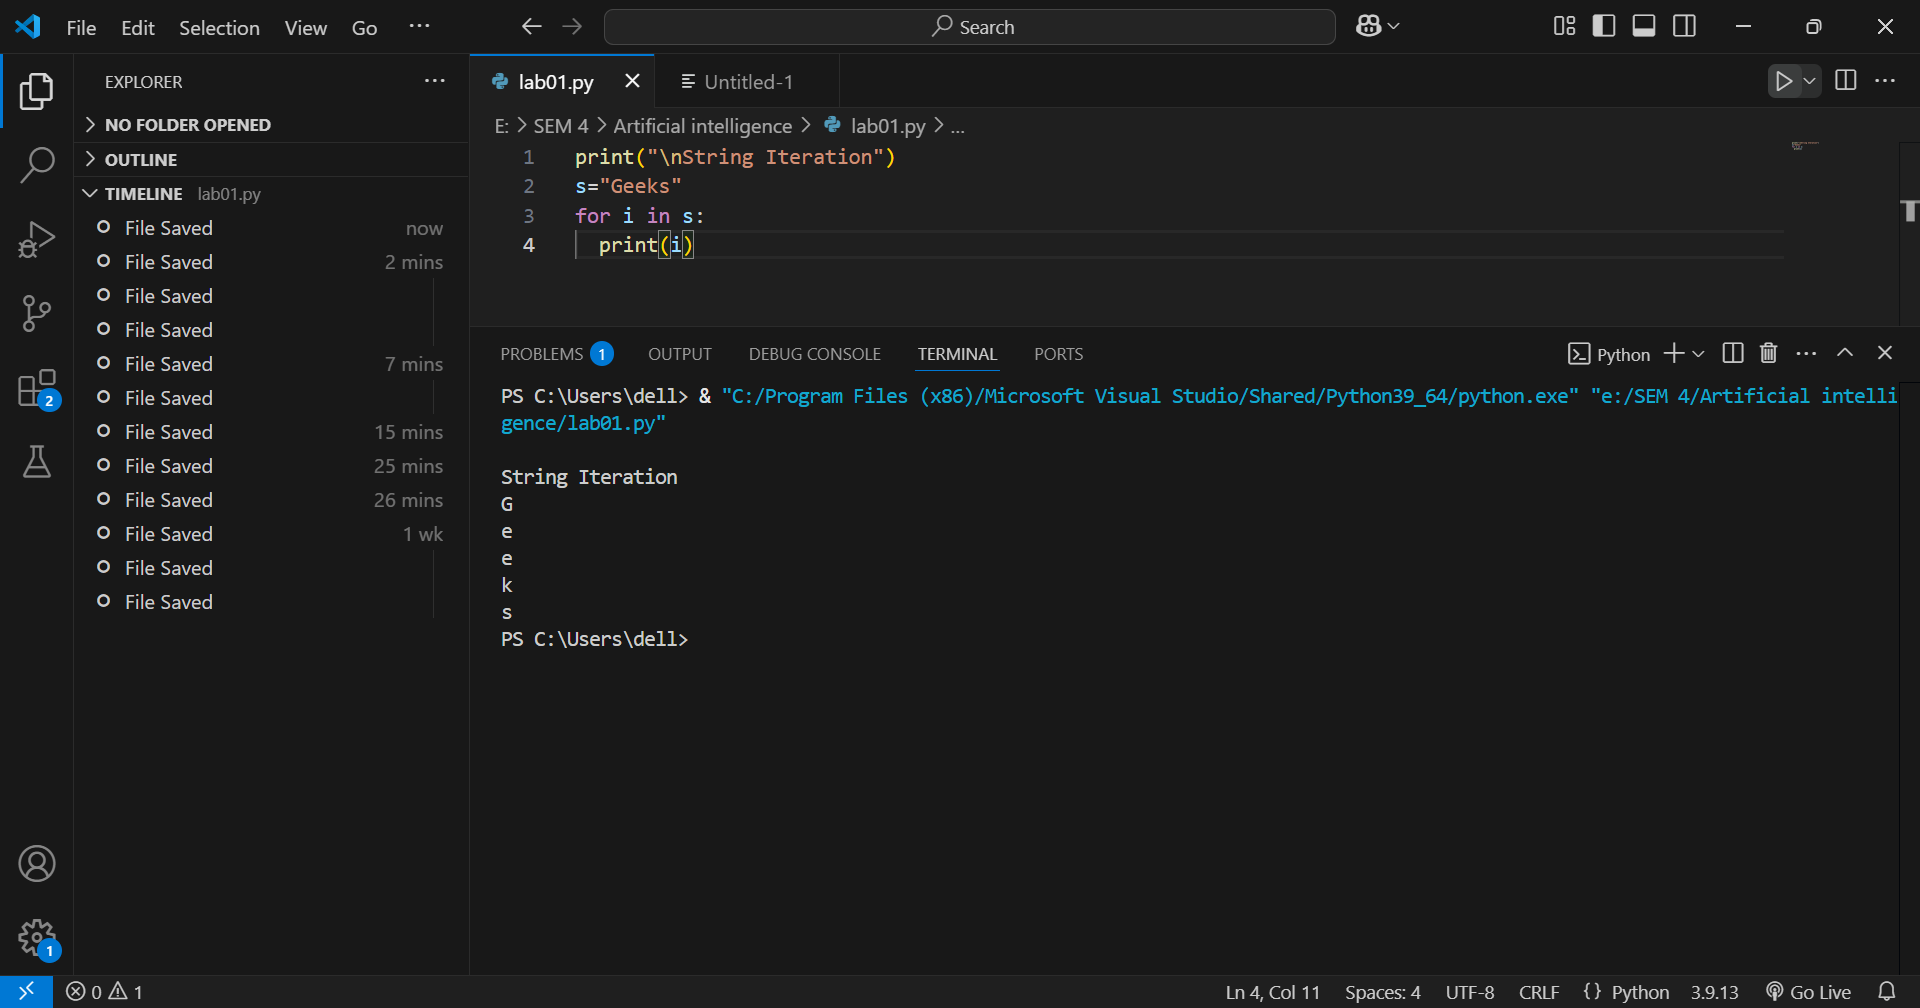 File Edit Selection View Go ··· Search
EXPLORER ···
NO FOLDER OPENED
OUTLINE
TIMELINE lab01.py
File Saved now
File Saved 2 mins
File Saved
File Saved
File Saved 7 mins
File Saved
File Saved 15 mins
File Saved 25 mins
File Saved 26 mins
File Saved 1 wk
File Saved
File Saved
2
1
lab01.py Untitled-1
E: > SEM 4 > Artificial intelligence > lab01.py > ...
1 print("\nString Iteration")
2 s="Geeks"
3 for i in s:
4 print(i)
PROBLEMS 1 OUTPUT DEBUG CONSOLE TERMINAL PORTS Python
PS C:\Users\dell> & "C:/Program Files (x86)/Microsoft Visual Studio/Shared/Python39_64/python.exe" "e:/SEM 4/Artificial intelli
gence/lab01.py"
String Iteration
G
e
e
k
s
PS C:\Users\dell>
0 1 Ln 4, Col 11 Spaces: 4 UTF-8 CRLF {} Python 3.9.13 Go Live